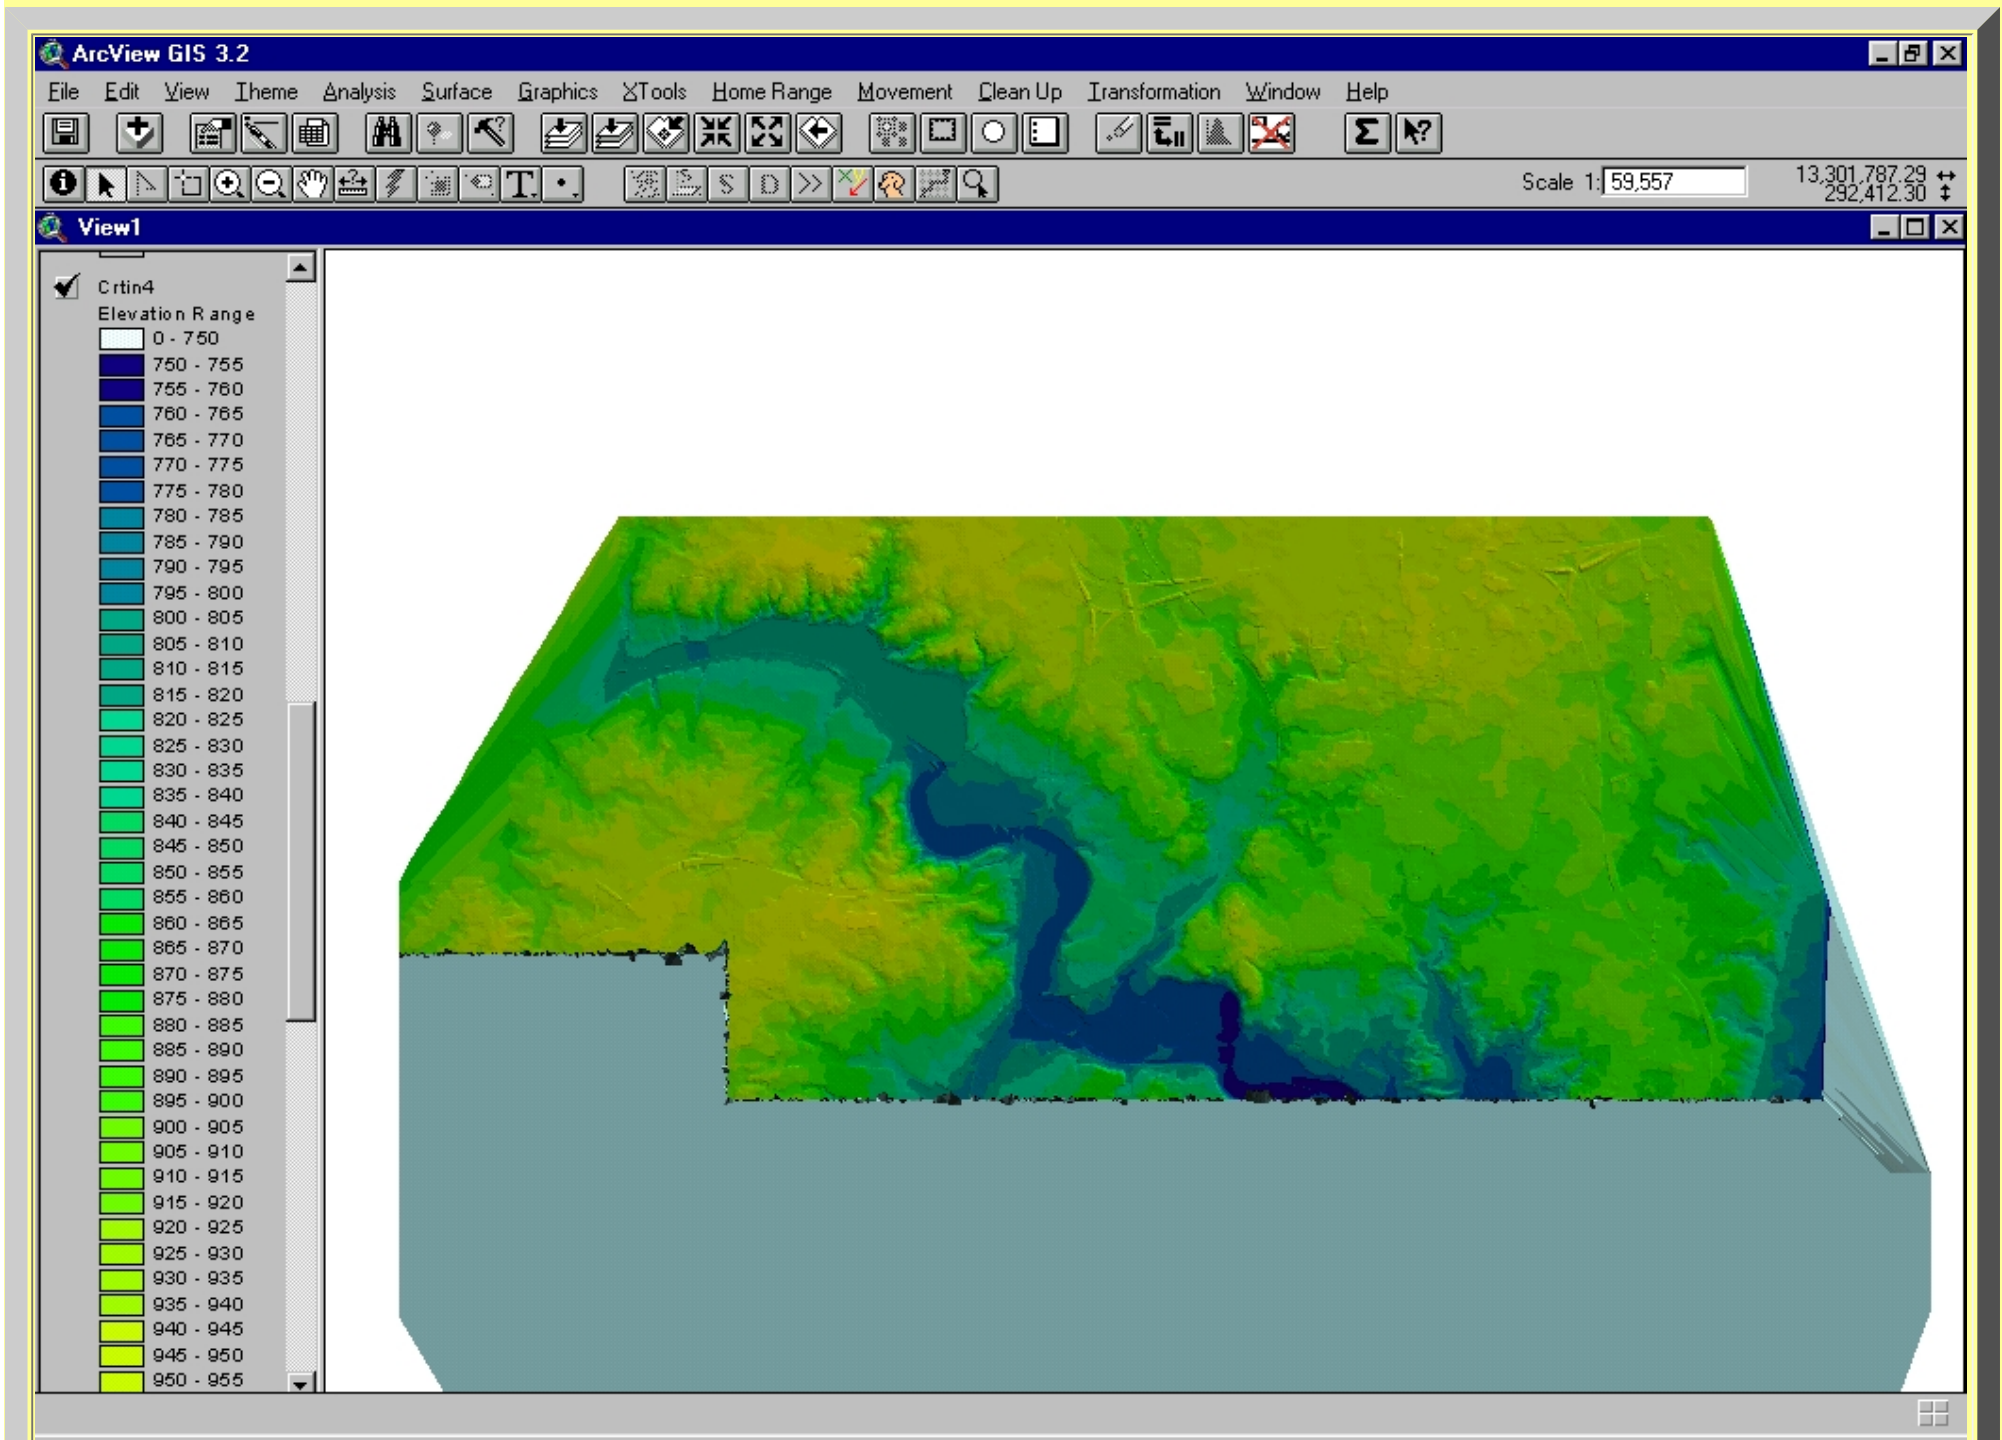 ArcView GIS 3.2
File Edit View Theme Analysis Surface Graphics XTools Home Range Movement Clean Up Transformation Window Help
Scale 1: 59,557
13,301,787.29
292,412.30
View1
Crtin4
Elevation Range
0 - 750
750 - 755
755 - 760
760 - 765
765 - 770
770 - 775
775 - 780
780 - 785
785 - 790
790 - 795
795 - 800
800 - 805
805 - 810
810 - 815
815 - 820
820 - 825
825 - 830
830 - 835
835 - 840
840 - 845
845 - 850
850 - 855
855 - 860
860 - 865
865 - 870
870 - 875
875 - 880
880 - 885
885 - 890
890 - 895
895 - 900
900 - 905
905 - 910
910 - 915
915 - 920
920 - 925
925 - 930
930 - 935
935 - 940
940 - 945
945 - 950
950 - 955